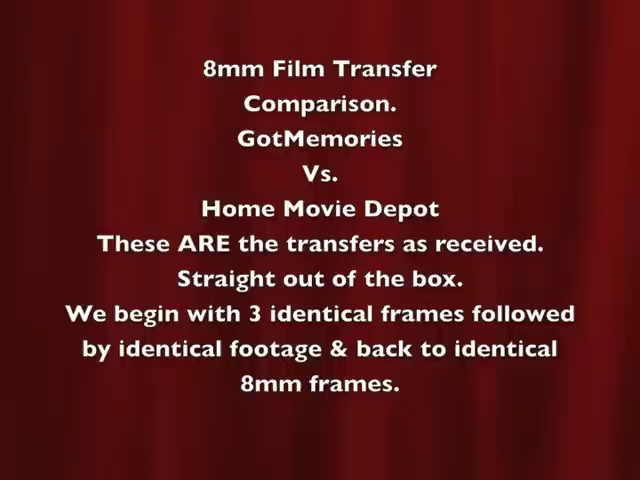 8mm Film Transfer
Comparison.
GotMemories
Vs.
Home Movie Depot
These ARE the transfers as received.
Straight out of the box.
We begin with 3 identical frames followed
by identical footage & back to identical
8mm frames.